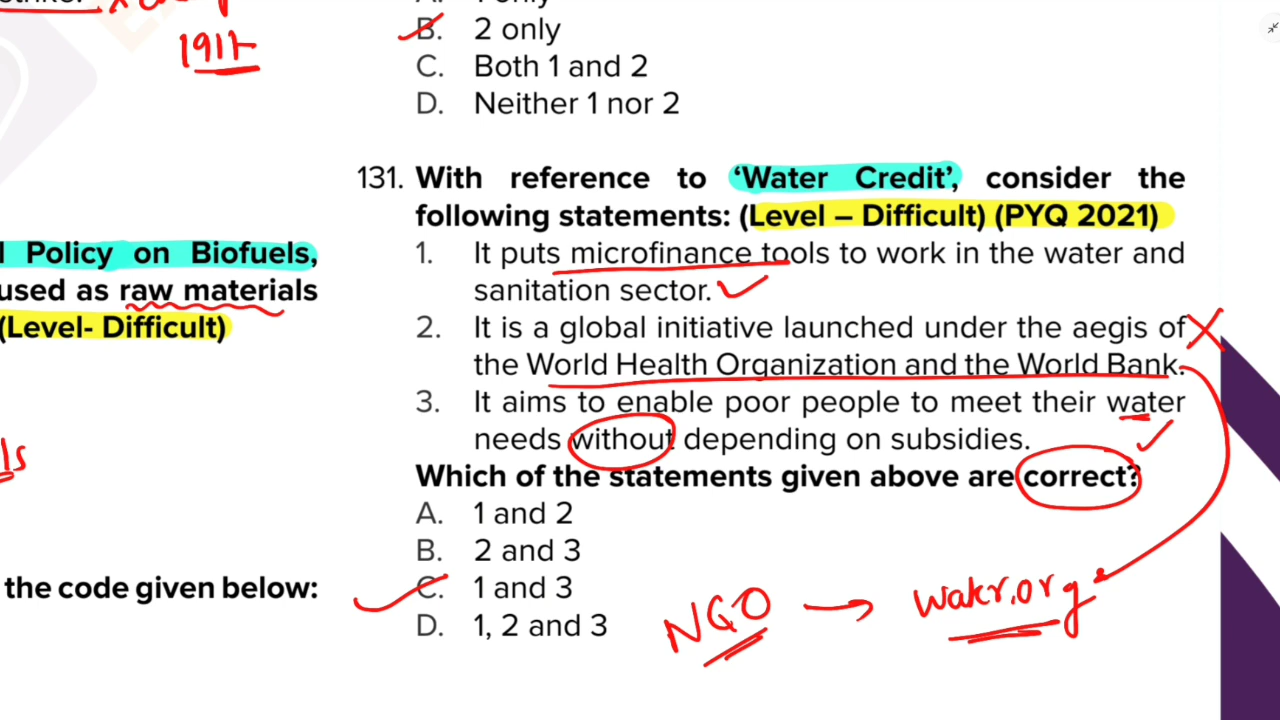 1917
B. 2 only
C. Both 1 and 2
D. Neither 1 nor 2
Policy on Biofuels,
used as raw materials
(Level- Difficult)
the code given below:
131. With reference to ‘Water Credit’, consider the
following statements: (Level – Difficult) (PYQ 2021)
1. It puts microfinance tools to work in the water and
sanitation sector.
2. It is a global initiative launched under the aegis of
the World Health Organization and the World Bank.
3. It aims to enable poor people to meet their water
needs without depending on subsidies.
Which of the statements given above are correct?
A. 1 and 2
B. 2 and 3
C. 1 and 3
D. 1, 2 and 3
NGO → water.org